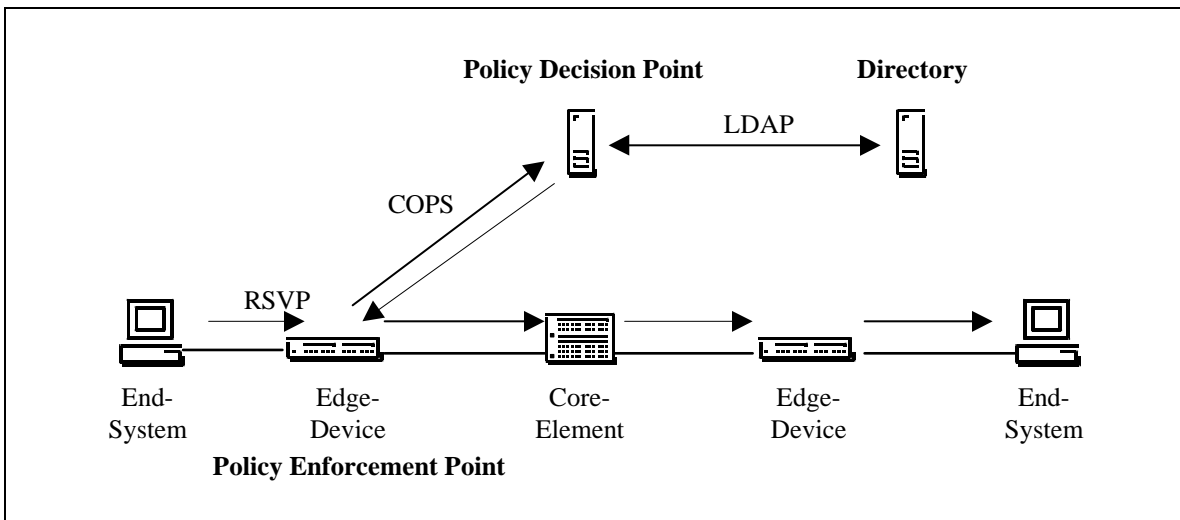 Policy Decision Point
Directory
LDAP
COPS
RSVP
End-
System
Edge-
Device
Core-
Element
Edge-
Device
End-
System
Policy Enforcement Point